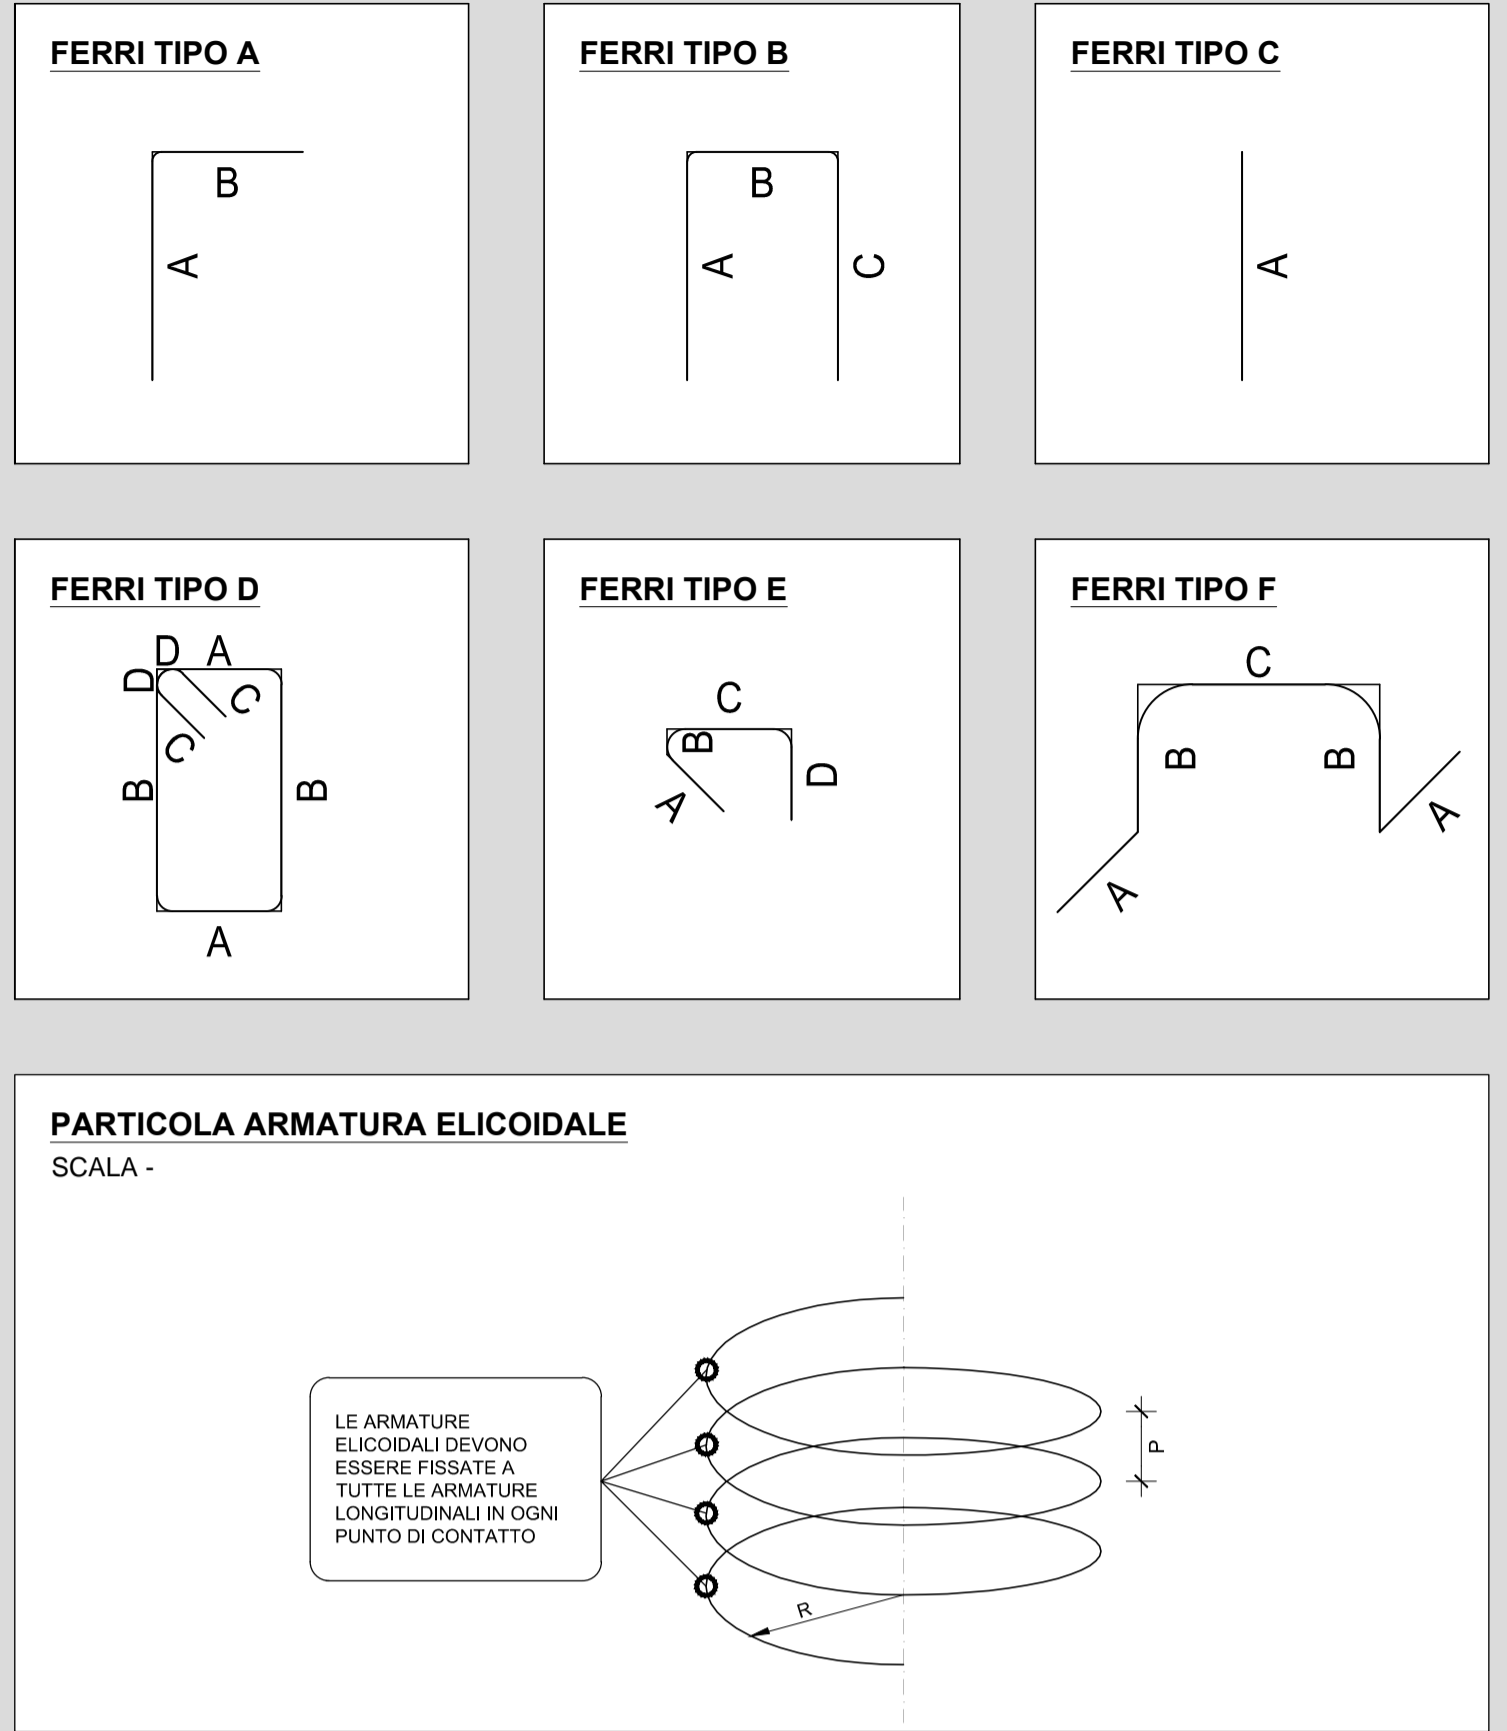 FERRI TIPO A
B
A
FERRI TIPO B
B
A
C
FERRI TIPO C
A
FERRI TIPO D
D A
D
C
C
B
B
A
FERRI TIPO E
C
B
D
A
FERRI TIPO F
C
B
B
A
A
PARTICOLA ARMATURA ELICOIDALE
SCALA -
LE ARMATURE
ELICOIDALI DEVONO
ESSERE FISSATE A
TUTTE LE ARMATURE
LONGITUDINALI IN OGNI
PUNTO DI CONTATTO
P
R